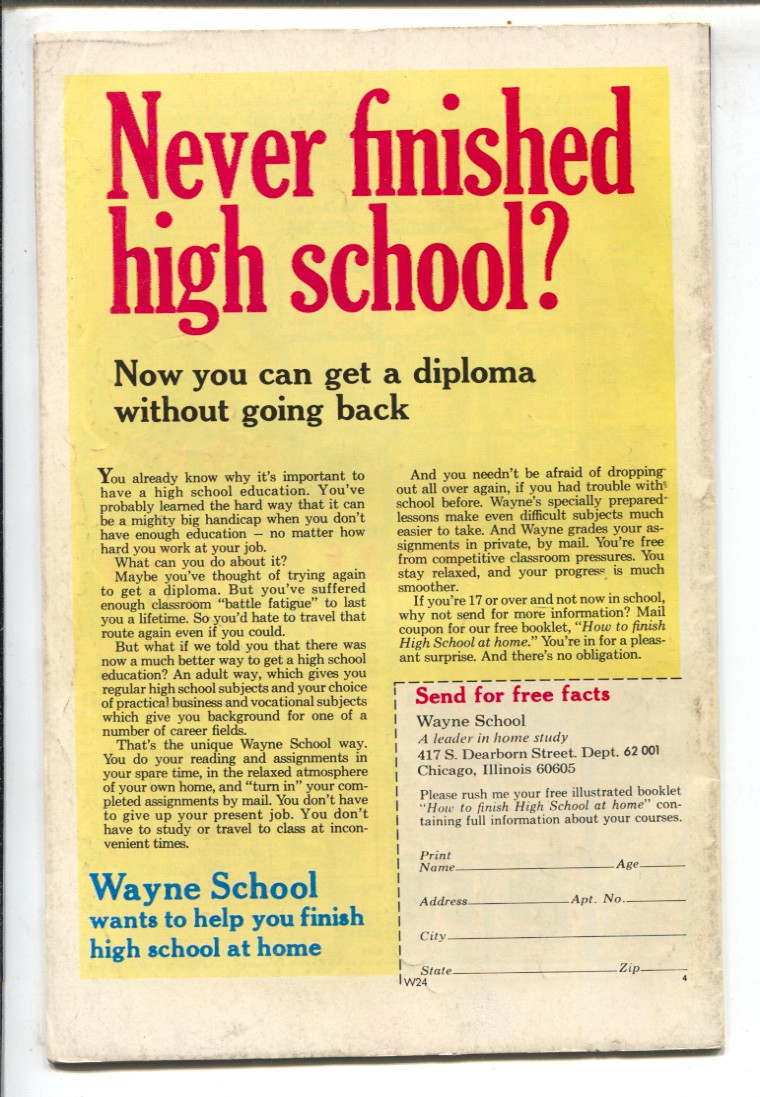 Never finished
high school?
Now you can get a diploma
without going back
You already know why it's important to
have a high school education. You've
probably learned the hard way that it can
be a mighty big handicap when you don't
have enough education — no matter how
hard you work at your job.
What can you do about it?
Maybe you've thought of trying again
to get a diploma. But you've suffered
enough classroom "battle fatigue" to last
you a lifetime. So you'd hate to travel that
route again even if you could.
But what if we told you that there was
now a much better way to get a high school
education? An adult way, which gives you
regular high school subjects and your choice
of practical business and vocational subjects
which give you background for one of a
number of career fields.
That's the unique Wayne School way.
You do your reading and assignments in
your spare time, in the relaxed atmosphere
of your own home, and "turn in" your com-
pleted assignments by mail. You don't have
to give up your present job. You don't
have to study or travel to class at incon-
venient times.
Wayne School
wants to help you finish
high school at home
And you needn't be afraid of dropping
out all over again, if you had trouble with
school before. Wayne's specially prepared
lessons make even difficult subjects much
easier to take. And Wayne grades your as-
signments in private, by mail. You're free
from competitive classroom pressures. You
stay relaxed, and your progress is much
smoother.
If you're 17 or over and not now in school,
why not send for more information? Mail
coupon for our free booklet, "How to finish
High School at home." You're in for a pleas-
ant surprise. And there's no obligation.
Send for free facts
Wayne School
A leader in home study
417 S. Dearborn Street. Dept. 62 001
Chicago, Illinois 60605
Please rush me your free illustrated booklet
"How to finish High School at home" con-
taining full information about your courses.
Print
Name Age
Address Apt. No.
City
State Zip
W24 4